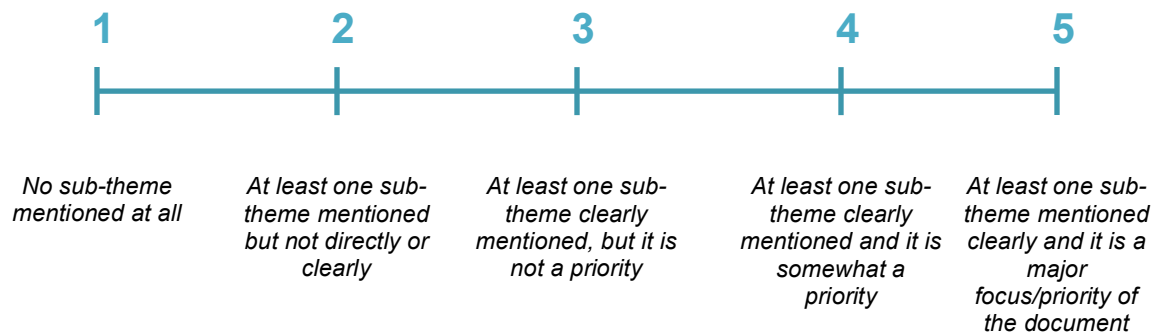 1
2
3
4
5
No sub-theme
mentioned at all
At least one sub-
theme mentioned
but not directly or
clearly
At least one sub-
theme clearly
mentioned, but it is
not a priority
At least one sub-
theme clearly
mentioned and it is
somewhat a
priority
At least one sub-
theme mentioned
clearly and it is a
major
focus/priority of
the document